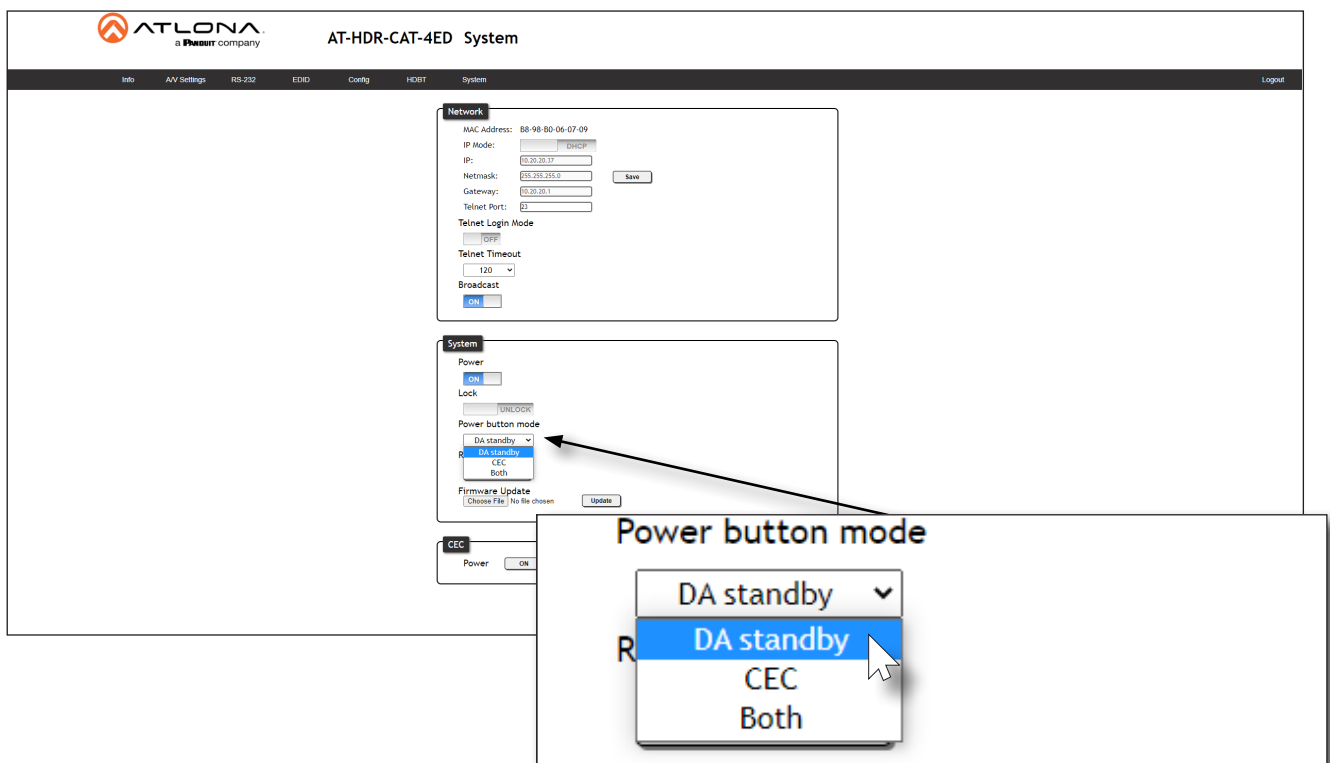 ATLONA.
a PANDUIT company
AT-HDR-CAT-4ED System
Info A/V Settings RS-232 EDID Config HDBT System Logout
Network
MAC Address: B8-98-B0-06-07-09
IP Mode: DHCP
IP: 10.20.20.37
Netmask: 255.255.255.0 Save
Gateway: 10.20.20.1
Telnet Port: 23
Telnet Login Mode
OFF
Telnet Timeout
120
Broadcast
ON
System
Power
ON
Lock
UNLOCK
Power button mode
DA standby
R DA standby
CEC
Both
Firmware Update
Choose File No file chosen Update
CEC
Power ON
Power button mode
DA standby
R DA standby
CEC
Both